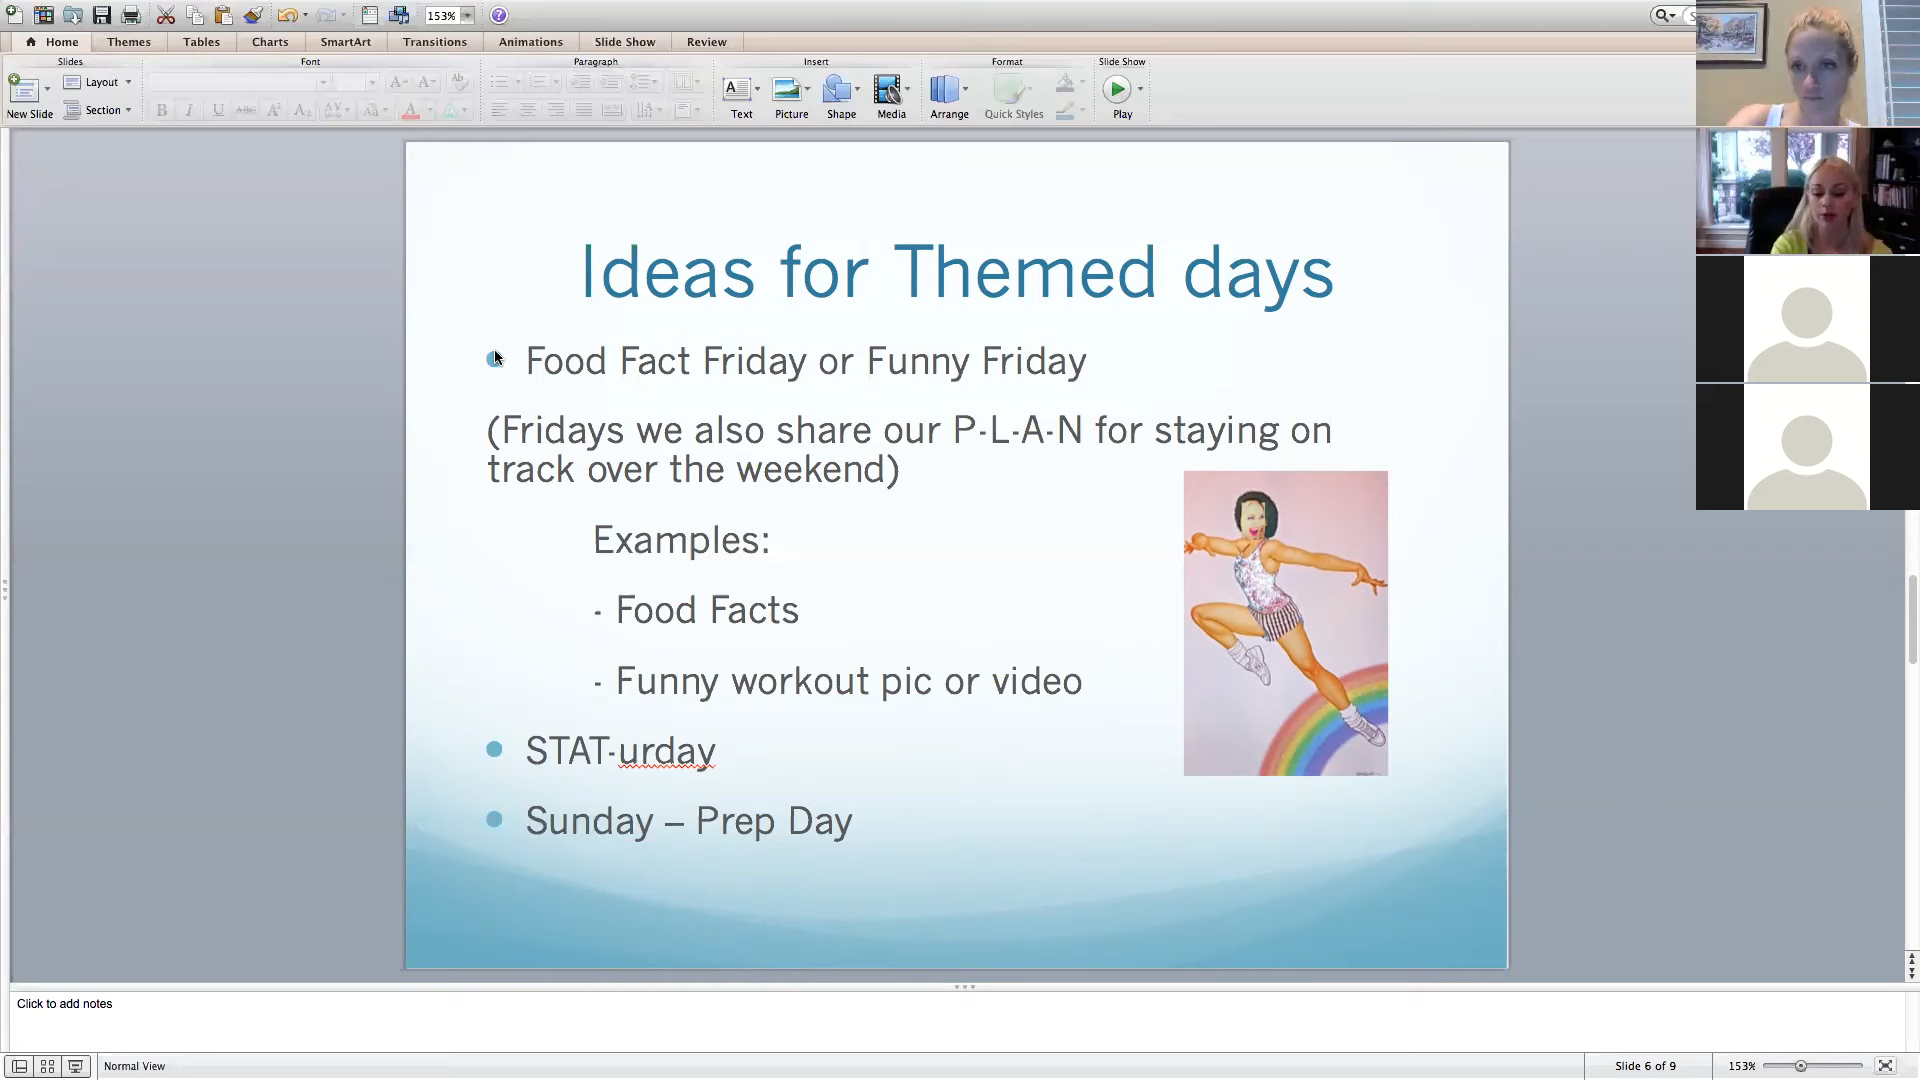 153%
Home Themes Tables Charts SmartArt Transitions Animations Slide Show Review
Slides Font Paragraph Insert Format Slide Show
Layout
Section
New Slide
Text Picture Shape Media Arrange Quick Styles Play
Ideas for Themed days
Food Fact Friday or Funny Friday
(Fridays we also share our P-L-A-N for staying on
track over the weekend)
Examples:
- Food Facts
- Funny workout pic or video
STAT-urday
Sunday – Prep Day
Click to add notes
Normal View Slide 6 of 9 153%